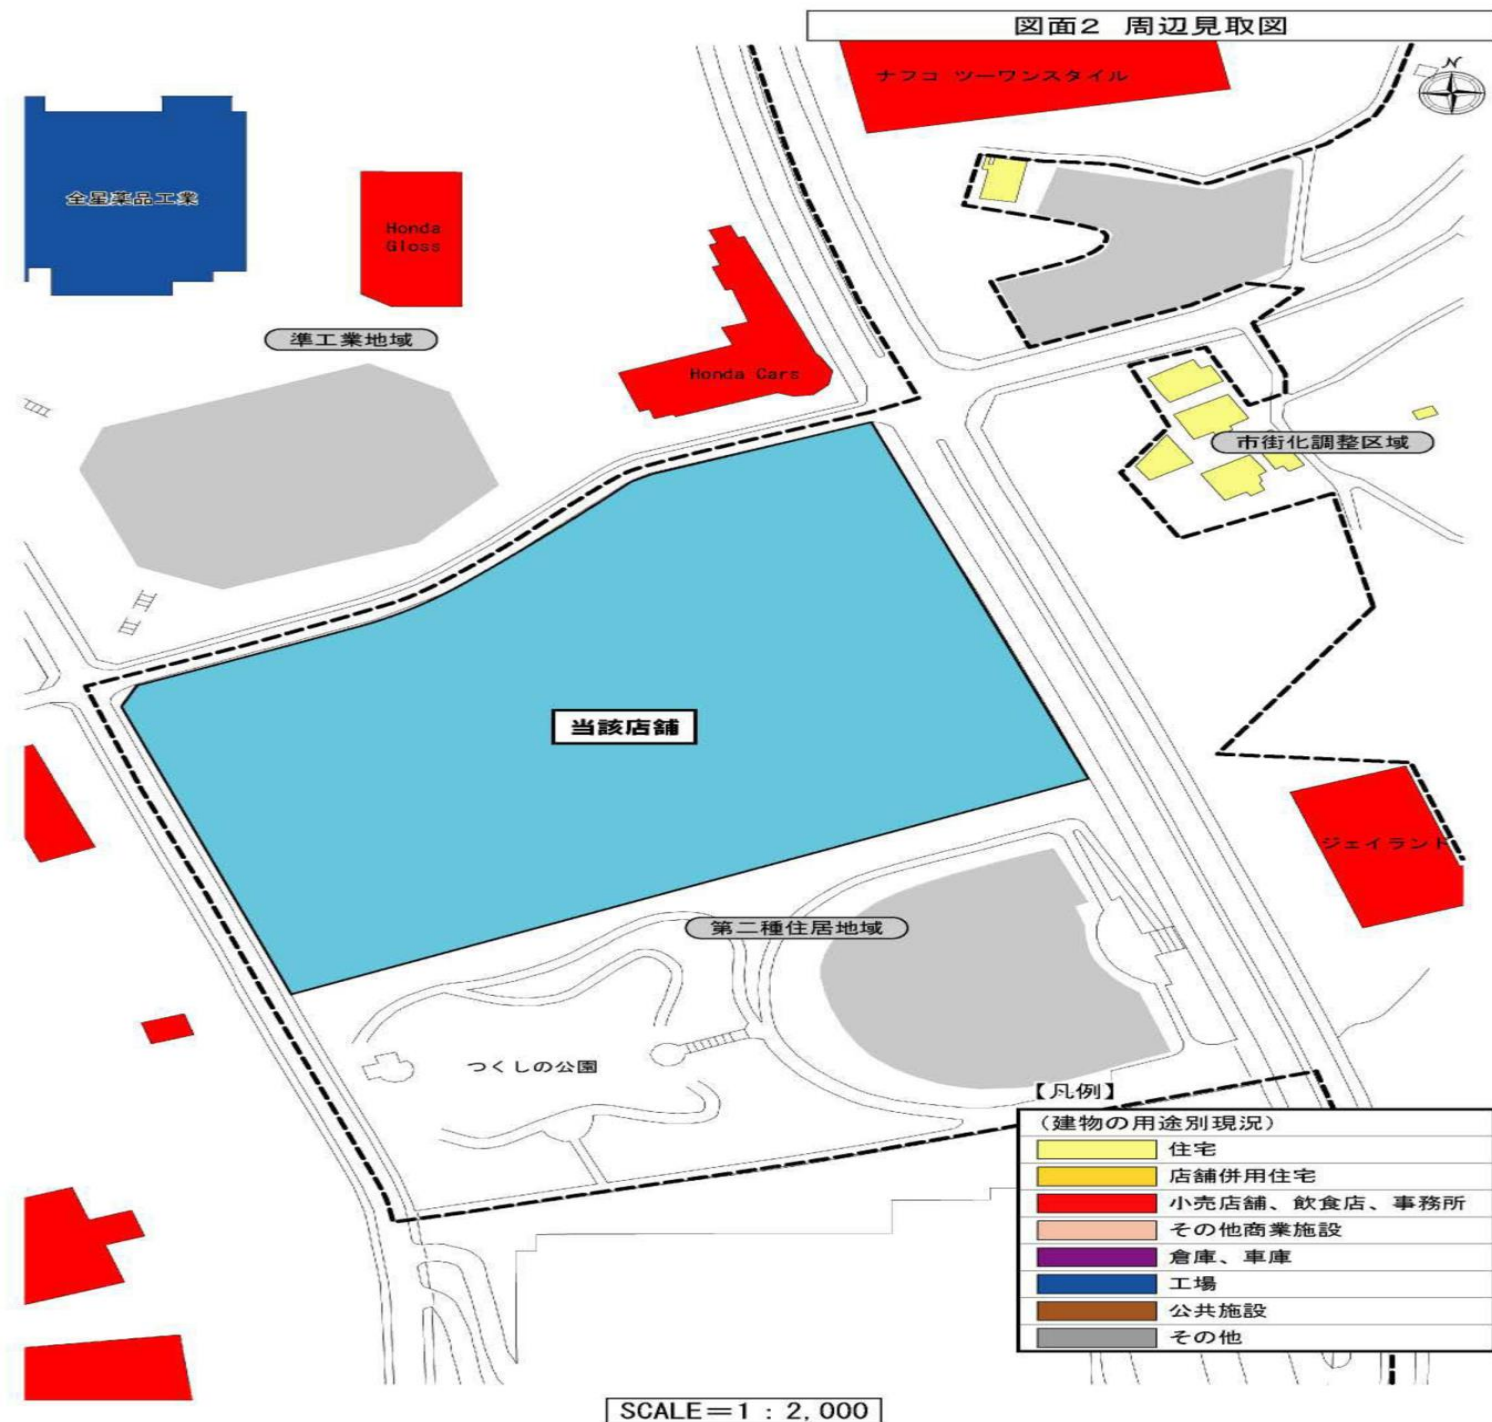 図面2 周辺見取図
ナフコ ツーワンスタイル
N
全星薬品工業
Honda
Gloss
準工業地域
Honda Cars
市街化調整区域
当該店舗
ジェイランド
第二種住居地域
つくしの公園
【凡例】
(建物の用途別現況)
住宅
店舗併用住宅
小売店舗、飲食店、事務所
その他商業施設
倉庫、車庫
工場
公共施設
その他
SCALE=1:2,000